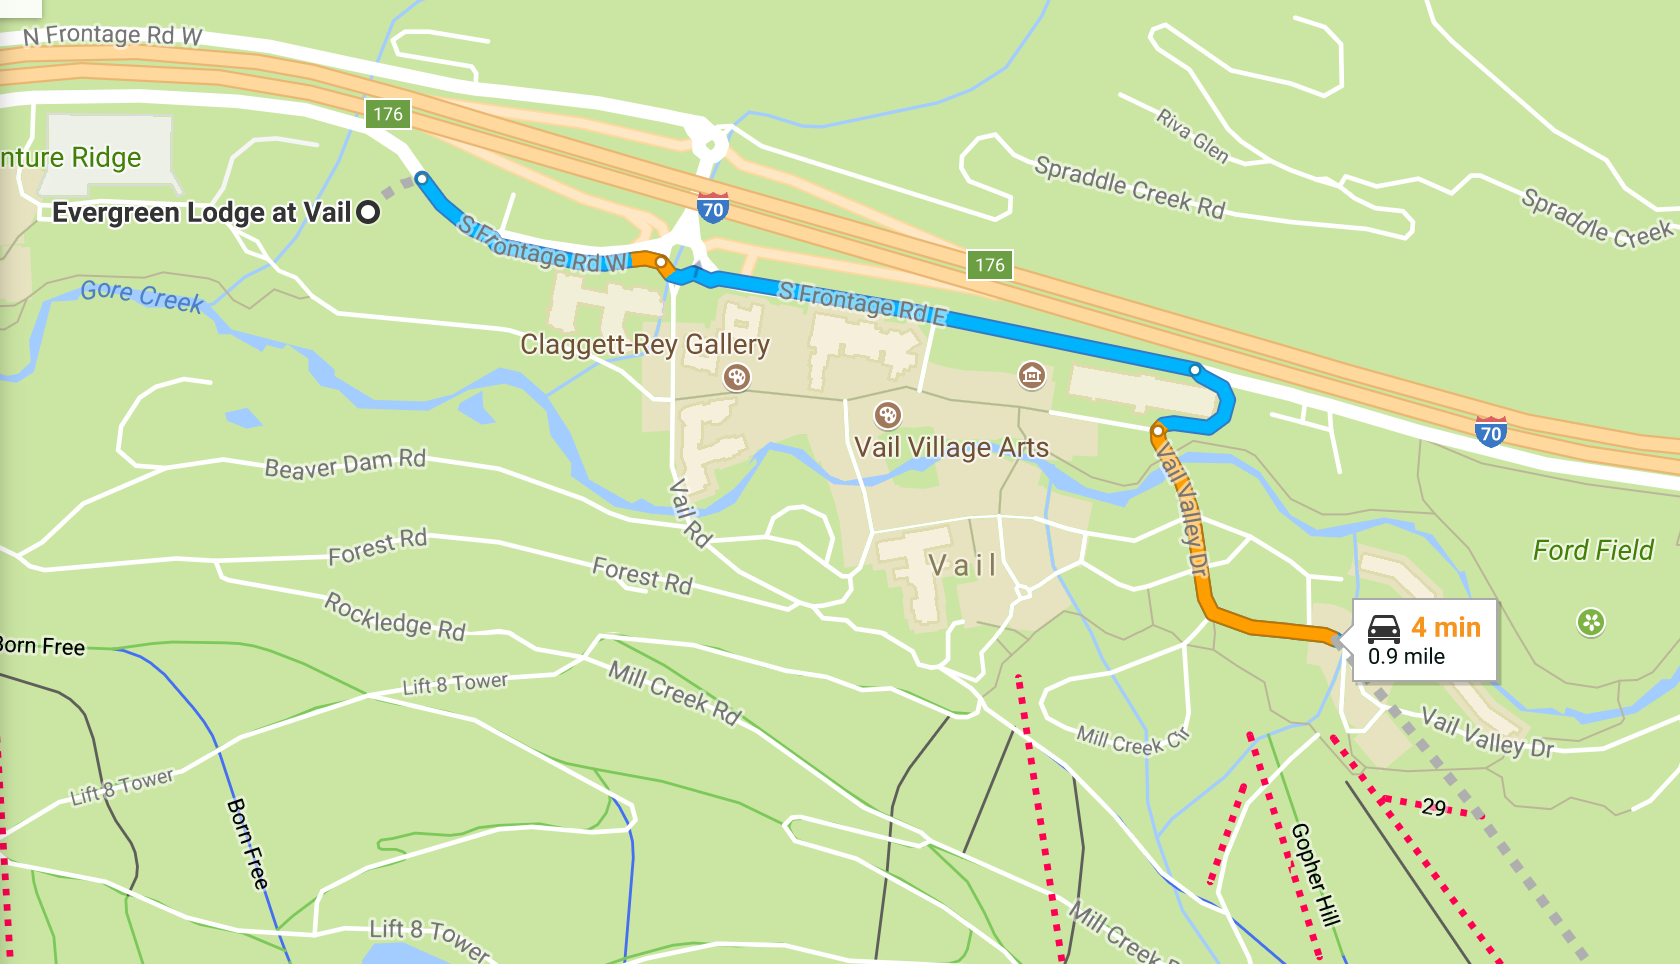 N Frontage Rd W
176
Riva Glen
nture Ridge
Spraddle Creek Rd
70
Evergreen Lodge at Vail
Spraddle Creek
S Frontage Rd W
176
Gore Creek
S Frontage Rd E
Claggett-Rey Gallery
70
Vail Village Arts
Beaver Dam Rd
Vail Valley Dr
Vail Rd
Forest Rd
Ford Field
Vail
Forest Rd
Rockledge Rd
4 min
Born Free
0.9 mile
Lift 8 Tower
Mill Creek Rd
Vail Valley Dr
Mill Creek Cir
Lift 8 Tower
29
Born Free
Gopher Hill
Lift 8 Tower
Mill Creek R